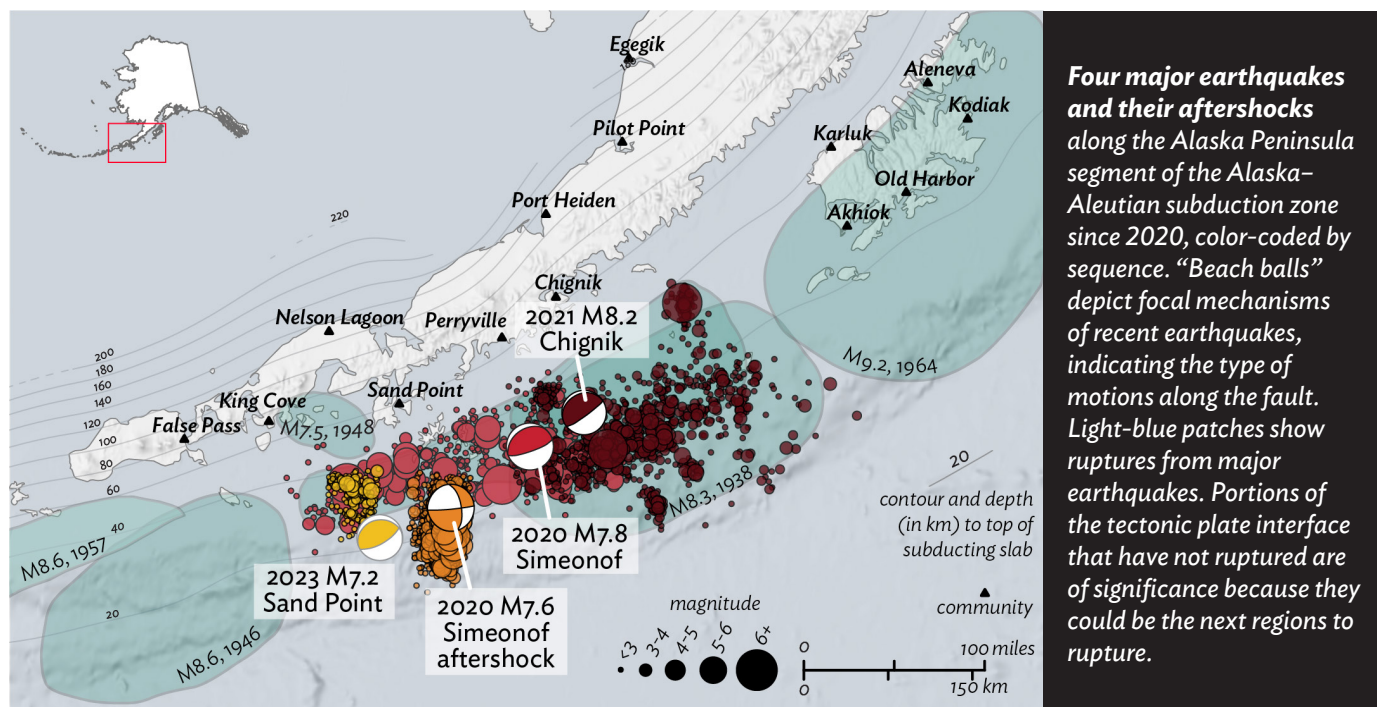 Egegik
180
Aleneva
Kodiak
Pilot Point
Karluk
Old Harbor
Port Heiden
Akhiok
220
Chignik
2021 M8.2
Chignik
Nelson Lagoon
Perryville
M9.2, 1964
200
180
160
140
120
100
80
60
40
20
Sand Point
King Cove
False Pass
M7.5, 1948
M8.3, 1938
20
contour and depth
(in km) to top of
subducting slab
M8.6, 1957
2020 M7.8
Simeonof
2023 M7.2
Sand Point
2020 M7.6
Simeonof
aftershock
M8.6, 1946
magnitude
<3
3–4
4–5
5–6
6+
community
0
100 miles
0
150 km
Four major earthquakes
and their aftershocks
along the Alaska Peninsula
segment of the Alaska–
Aleutian subduction zone
since 2020, color-coded by
sequence. “Beach balls”
depict focal mechanisms
of recent earthquakes,
indicating the type of
motions along the fault.
Light-blue patches show
ruptures from major
earthquakes. Portions of
the tectonic plate interface
that have not ruptured are
of significance because they
could be the next regions to
rupture.